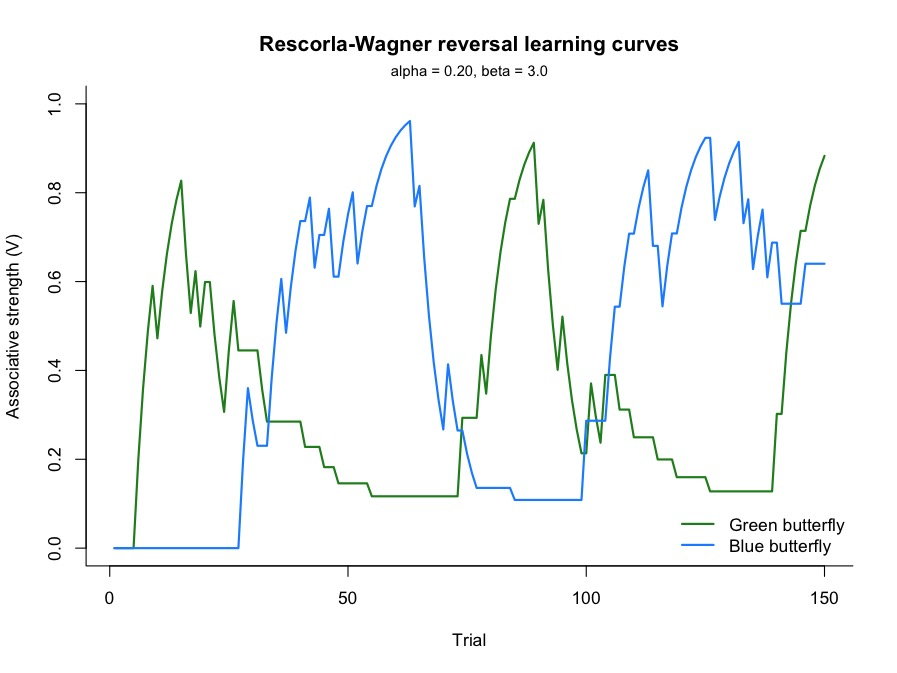 Rescorla-Wagner reversal learning curves
alpha = 0.20, beta = 3.0
Associative strength (V)
1.0
0.8
0.6
0.4
0.2
0.0
Green butterfly
Blue butterfly
0 50 100 150
Trial